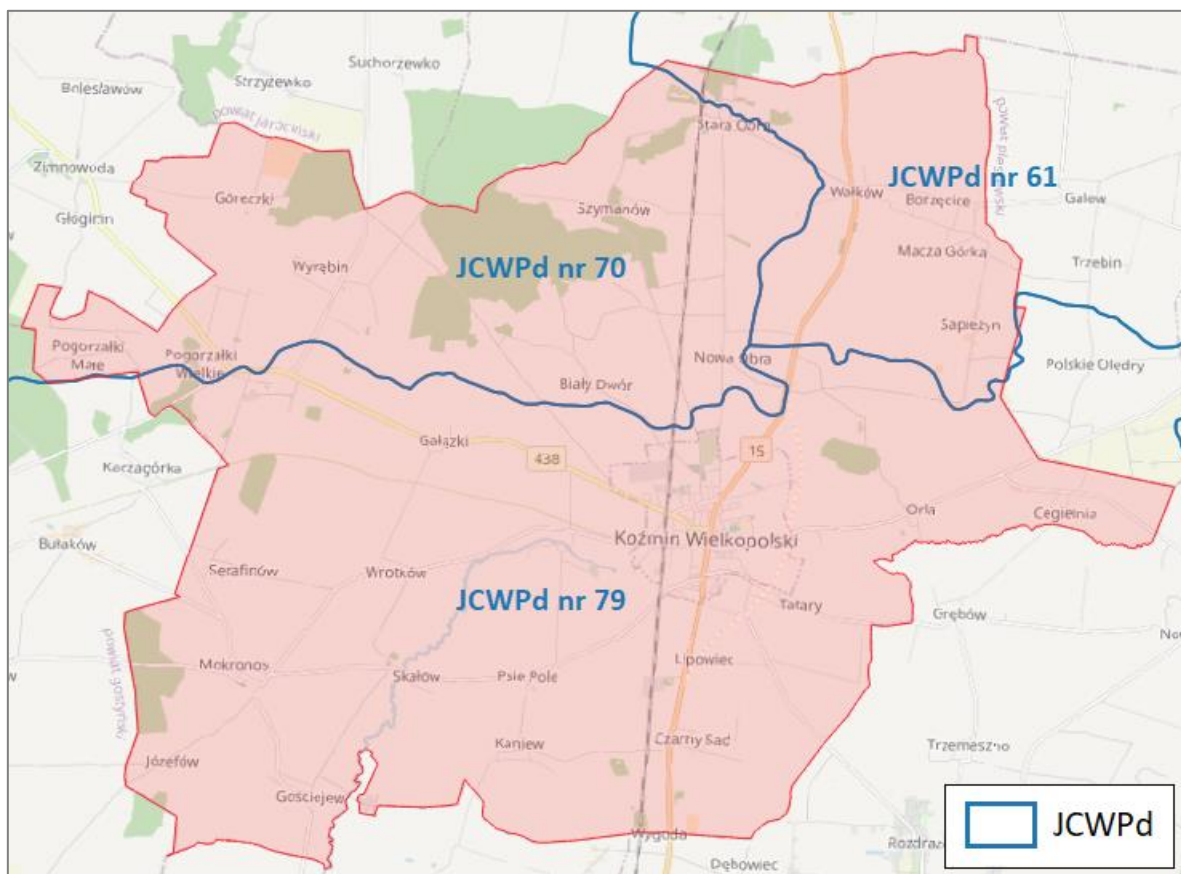 Suchorzewko
Strzyżewko
Bolesławów
powiat jarociński
Stara Obra
Zimnowoda
JCWPd nr 61
powiat pleszewski
Wałków
Borzęcice
Galew
Góreczki
Szymanów
Głoginin
Macza Górka
Wyrębin
JCWPd nr 70
Trzebin
Sapieżyn
Pogorzałki
Małe
Pogorzałki
Wielkie
Nowa Obra
Polskie Olędry
Biały Dwór
Gałązki
438
15
Kaczagórka
Orla
Cegielnia
Bułaków
Koźmin Wielkopolski
Serafinów
Wrotków
JCWPd nr 79
Tatary
Grębów
Mokronos
Skałów
Psie Pole
Lipowiec
powiat gostyński
Kaniew
Czarny Sad
Trzemeszno
Józefów
Gościejew
JCWPd
Wygoda
Dębowiec